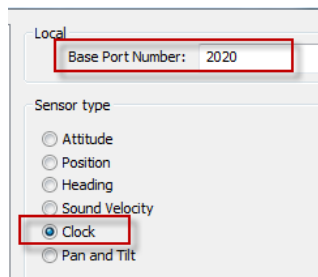 Local
Base Port Number: 2020
Sensor type
Attitude
Position
Heading
Sound Velocity
Clock
Pan and Tilt